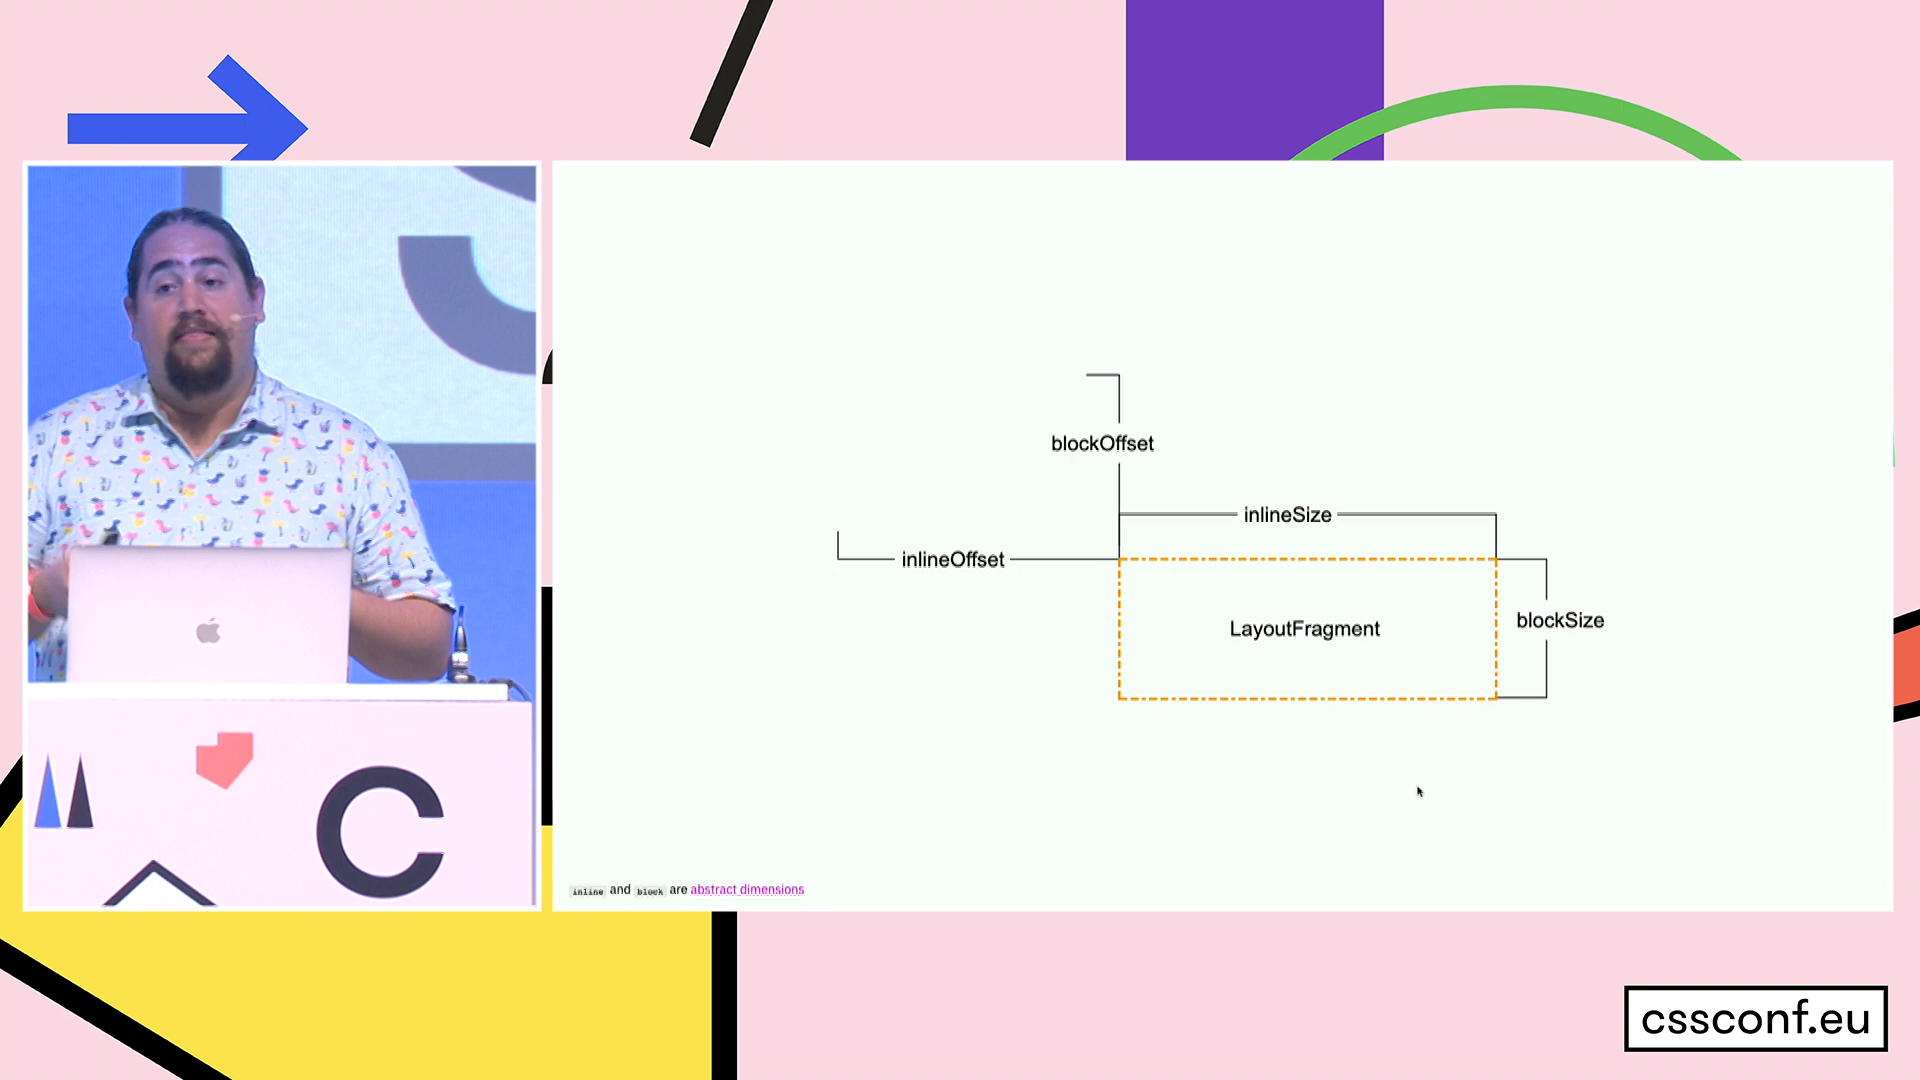 blockOffset
inlineSize
inlineOffset
LayoutFragment
blockSize
inline and block are abstract dimensions
C
cssconf.eu